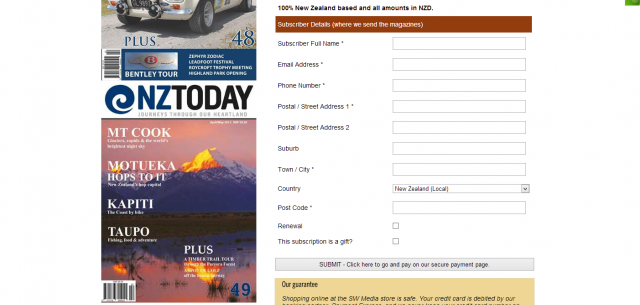 PLUS
48
BENTLEY TOUR
ZEPHYR ZODIAC
LEADFOOT FESTIVAL
ROYCROFT TROPHY MEETING
HIGHLAND PARK OPENING
NZTODAY
JOURNEYS THROUGH OUR HEARTLAND
MT COOK
Clusters, rapids & the world's
brightest night sky
MOTUEKA
HOPS TO IT
New Zealand's hop capital
KAPITI
The Coast by bike
TAUPO
Fishing, food & adventure
PLUS
A TIMBER TRAIL TOUR
through the Pureora Forest
49
100% New Zealand based and all amounts in NZD.
Subscriber Details (where we send the magazines)
Subscriber Full Name *
Email Address *
Phone Number *
Postal / Street Address 1 *
Postal / Street Address 2
Suburb
Town / City *
Country
New Zealand (Local)
Post Code *
Renewal
This subscription is a gift?
SUBMIT - Click here to go and pay on our secure payment page.
Our guarantee
Shopping online at the SW Media store is safe. Your credit card is debited by our